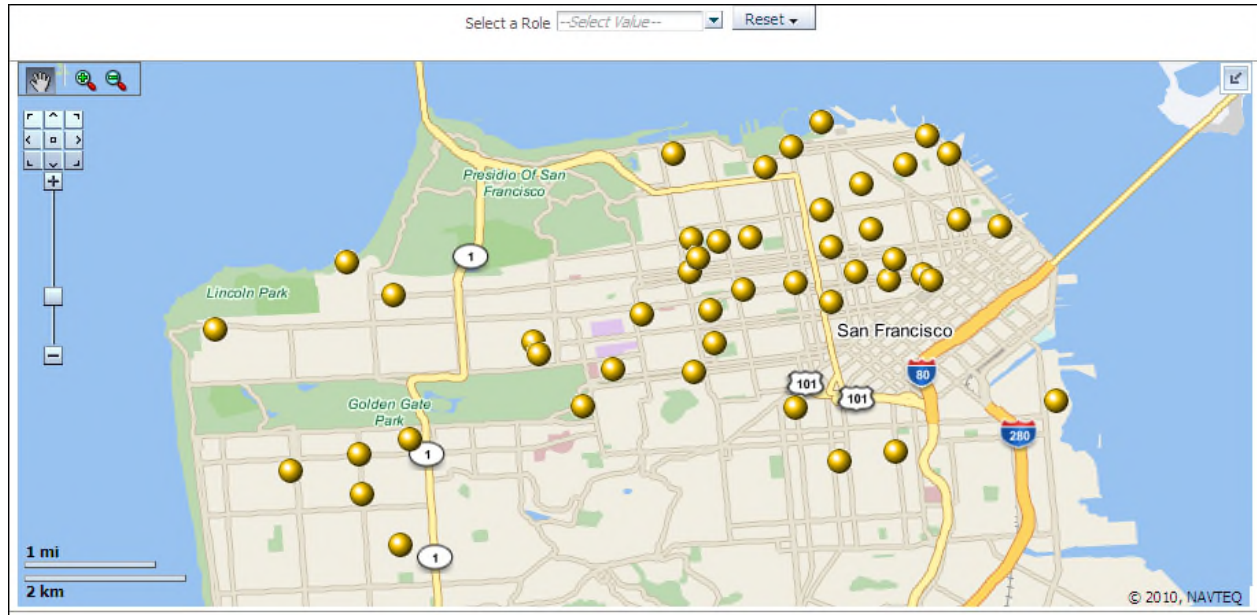 Select a Role --Select Value-- Reset
Presidio Of San
Francisco
1
Lincoln Park
San Francisco
80
101
101
Golden Gate
Park
280
1
1
1 mi
2 km
© 2010, NAVTEQ